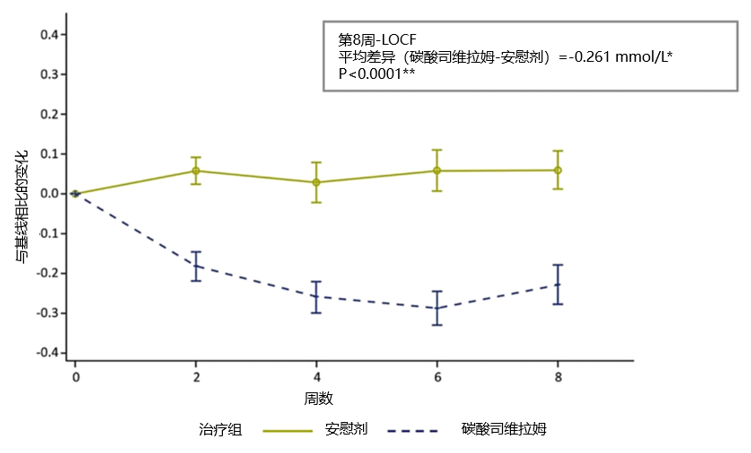 第8周-LOCF
平均差异（碳酸司维拉姆-安慰剂）=-0.261 mmol/L*
P<0.0001**
与基线相比的变化
0.4
0.3
0.2
0.1
0.0
-0.1
-0.2
-0.3
-0.4
0 2 4 6 8
周数
治疗组 安慰剂 碳酸司维拉姆